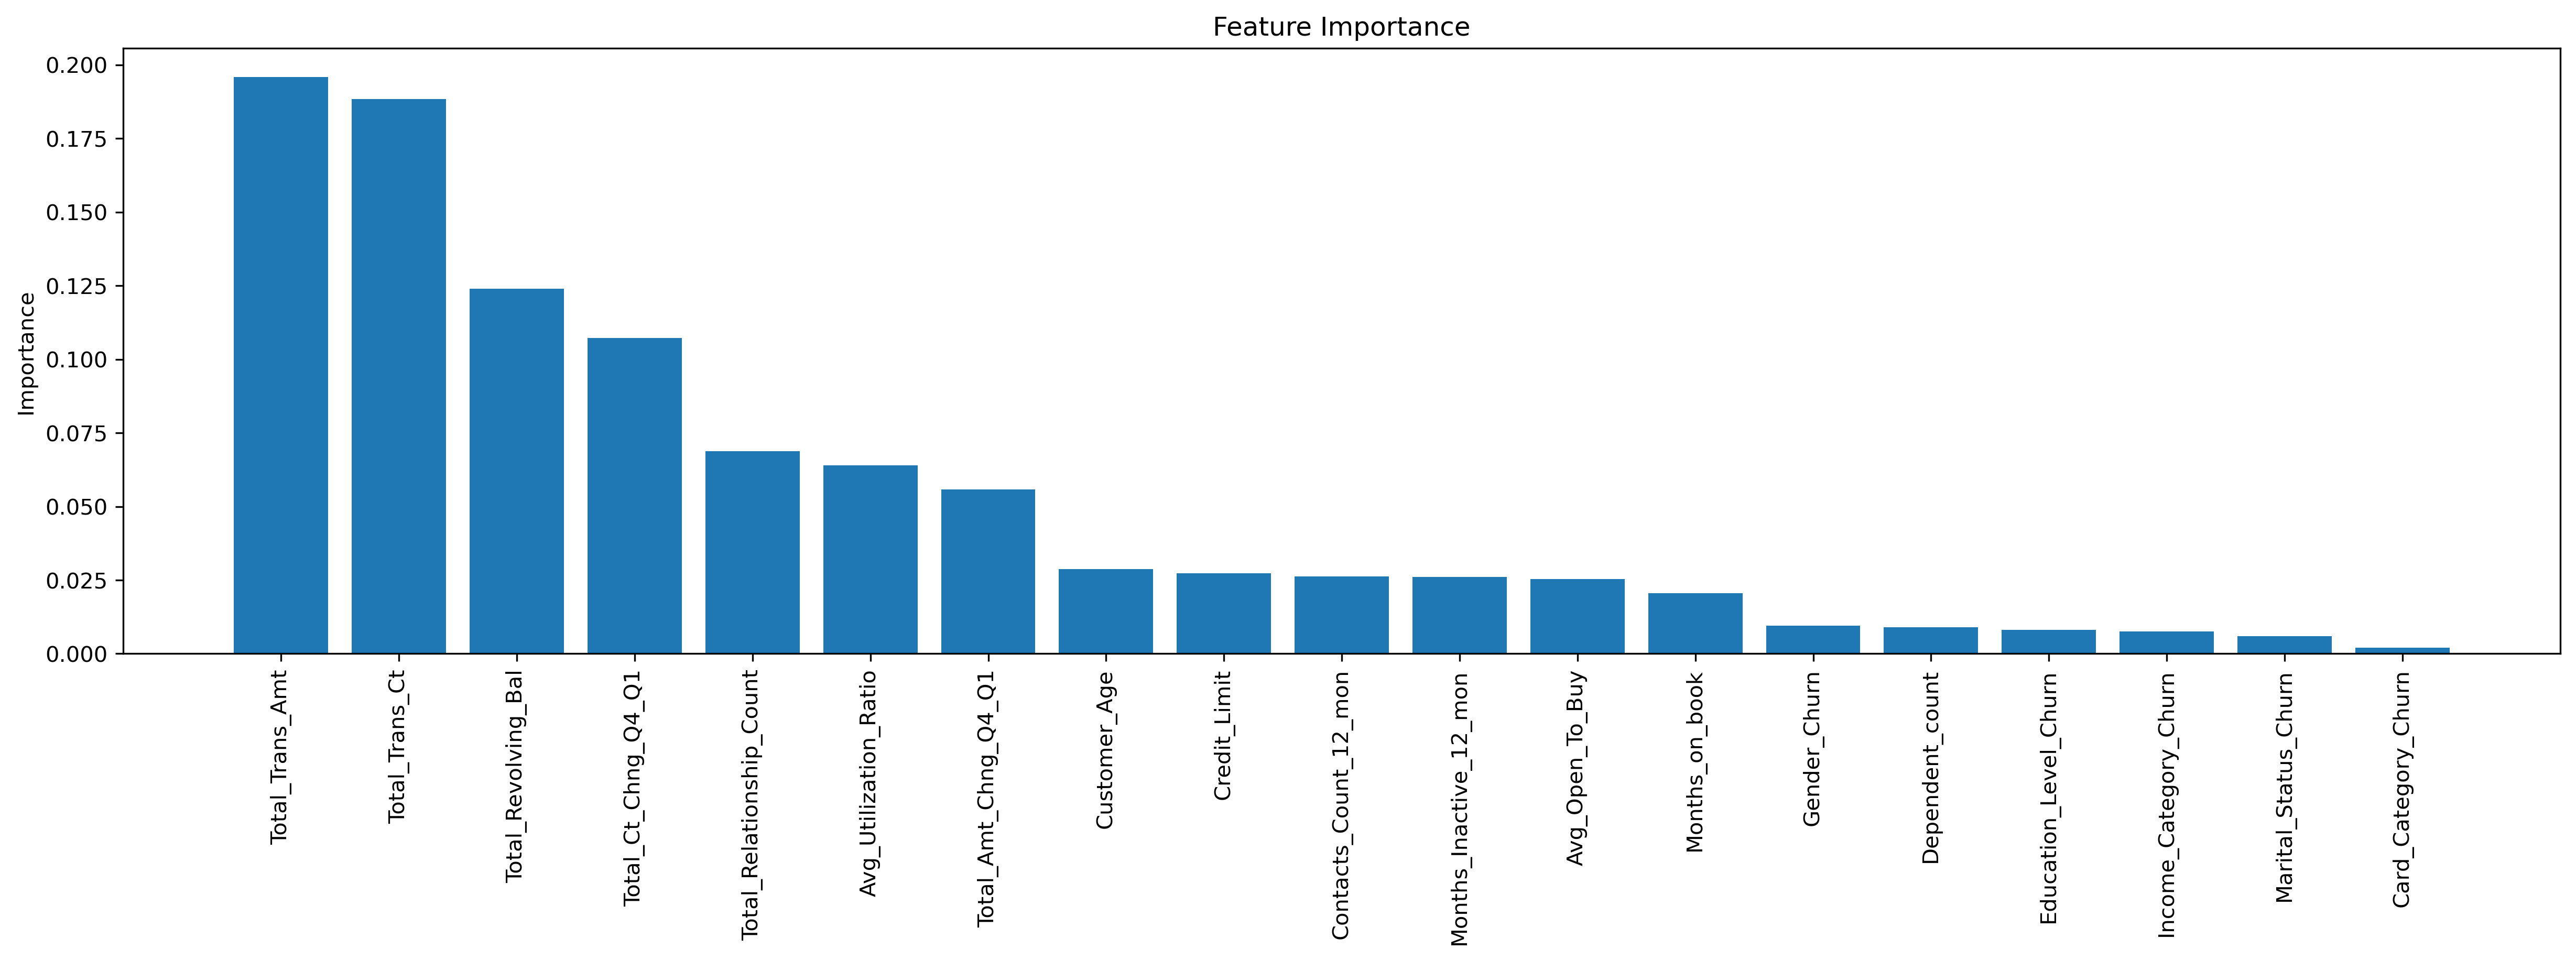 Feature Importance
Importance
0.200
0.175
0.150
0.125
0.100
0.075
0.050
0.025
0.000
Total_Trans_Amt
Total_Trans_Ct
Total_Revolving_Bal
Total_Ct_Chng_Q4_Q1
Total_Relationship_Count
Avg_Utilization_Ratio
Total_Amt_Chng_Q4_Q1
Customer_Age
Credit_Limit
Contacts_Count_12_mon
Months_Inactive_12_mon
Avg_Open_To_Buy
Months_on_book
Gender_Churn
Dependent_count
Education_Level_Churn
Income_Category_Churn
Marital_Status_Churn
Card_Category_Churn